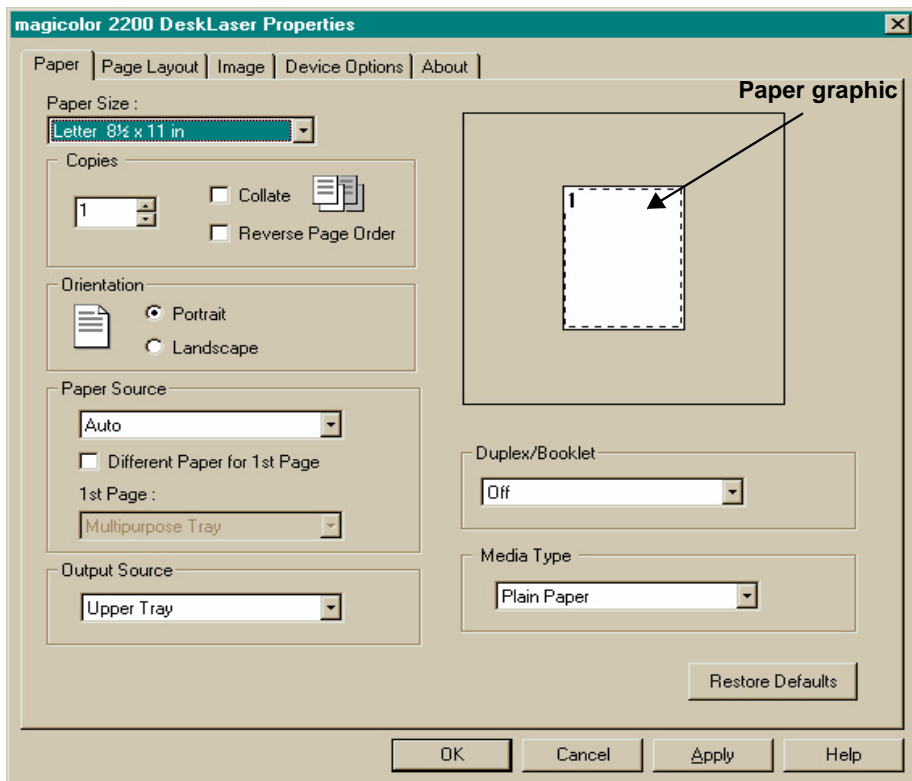 magicolor 2200 DeskLaser Properties
Paper
Page Layout
Image
Device Options
About
Paper Size :
Letter 8½ x 11 in
Copies
1
Collate
Reverse Page Order
Orientation
Portrait
Landscape
Paper Source
Auto
Different Paper for 1st Page
1st Page :
Multipurpose Tray
Output Source
Upper Tray
Paper graphic
1
Duplex/Booklet
Off
Media Type
Plain Paper
Restore Defaults
OK
Cancel
Apply
Help